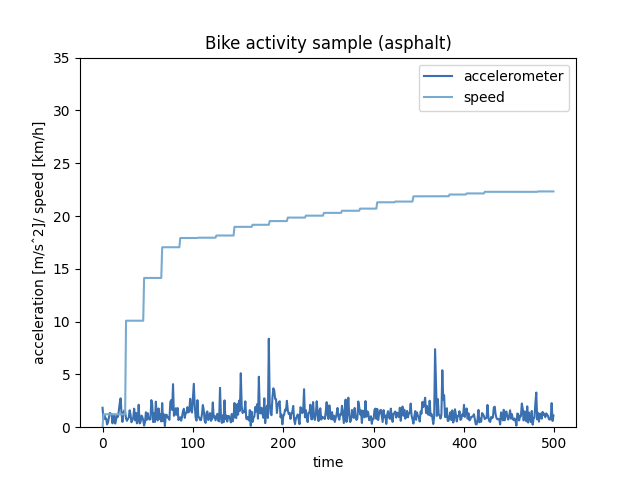 Bike activity sample (asphalt)
accelerometer
speed
acceleration [m/s^2]/ speed [km/h]
35
30
25
20
15
10
5
0
0 100 200 300 400 500
time